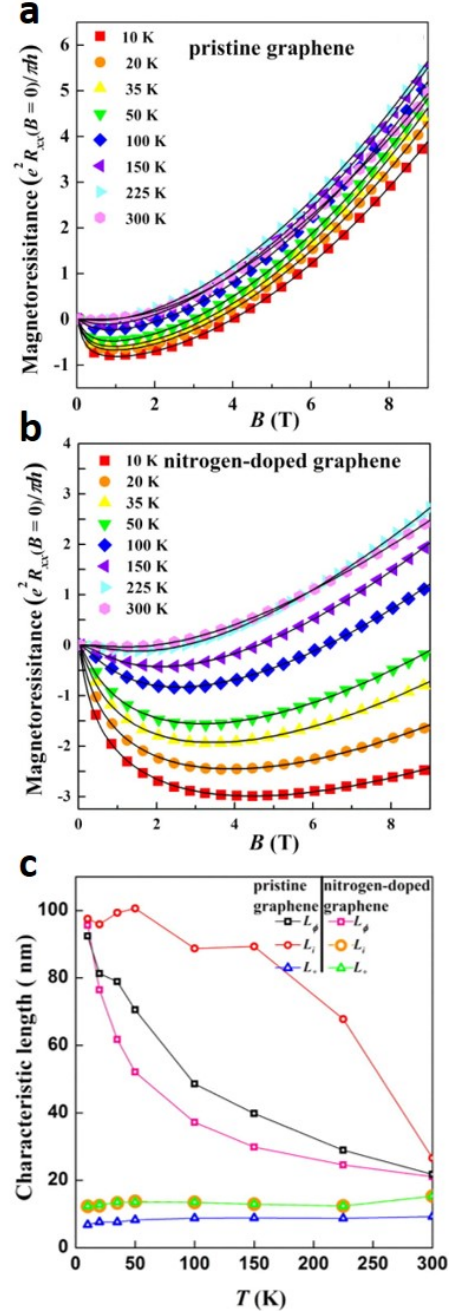 a
Magnetoresisitance (e²Rxx(B = 0)/πh)
6
5
4
3
2
1
0
-1
pristine graphene
10 K
20 K
35 K
50 K
100 K
150 K
225 K
300 K
0 2 4 6 8
B (T)
b
Magnetoresisitance (e²Rxx(B = 0)/πh)
4
3
2
1
0
-1
-2
-3
nitrogen-doped graphene
10 K
20 K
35 K
50 K
100 K
150 K
225 K
300 K
0 2 4 6 8
B (T)
c
Characteristic length ( nm)
100
80
60
40
20
0
pristine nitrogen-doped
graphene graphene
Lϕ Lϕ
Li Li
L* L*
0 50 100 150 200 250 300
T (K)